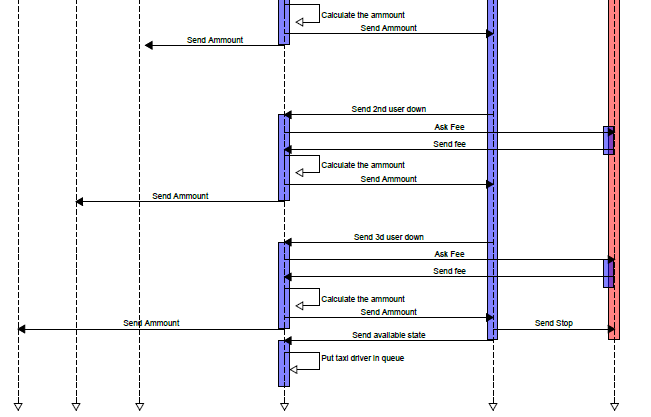 Calculate the ammount
Send Ammount
Send Ammount
Send 2nd user down
Ask Fee
Send fee
Calculate the ammount
Send Ammount
Send Ammount
Send 3d user down
Ask Fee
Send fee
Calculate the ammount
Send Ammount
Send Ammount
Send Stop
Send available state
Put taxi driver in queue